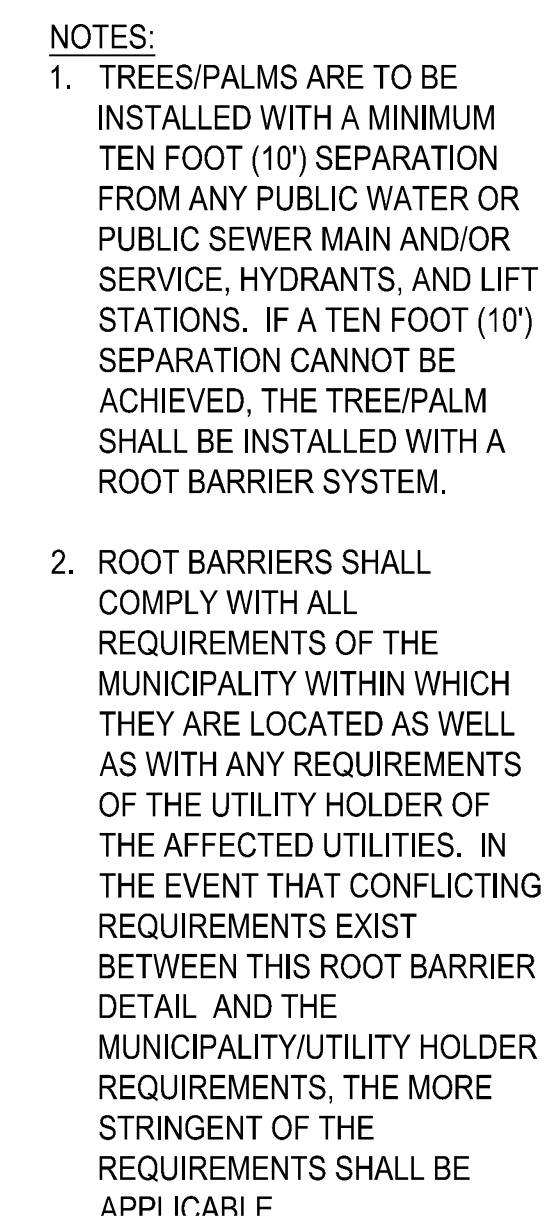 NOTES:
1. TREES/PALMS ARE TO BE
INSTALLED WITH A MINIMUM
TEN FOOT (10') SEPARATION
FROM ANY PUBLIC WATER OR
PUBLIC SEWER MAIN AND/OR
SERVICE, HYDRANTS, AND LIFT
STATIONS. IF A TEN FOOT (10')
SEPARATION CANNOT BE
ACHIEVED, THE TREE/PALM
SHALL BE INSTALLED WITH A
ROOT BARRIER SYSTEM.
2. ROOT BARRIERS SHALL
COMPLY WITH ALL
REQUIREMENTS OF THE
MUNICIPALITY WITHIN WHICH
THEY ARE LOCATED AS WELL
AS WITH ANY REQUIREMENTS
OF THE UTILITY HOLDER OF
THE AFFECTED UTILITIES. IN
THE EVENT THAT CONFLICTING
REQUIREMENTS EXIST
BETWEEN THIS ROOT BARRIER
DETAIL AND THE
MUNICIPALITY/UTILITY HOLDER
REQUIREMENTS, THE MORE
STRINGENT OF THE
REQUIREMENTS SHALL BE
APPLICABLE